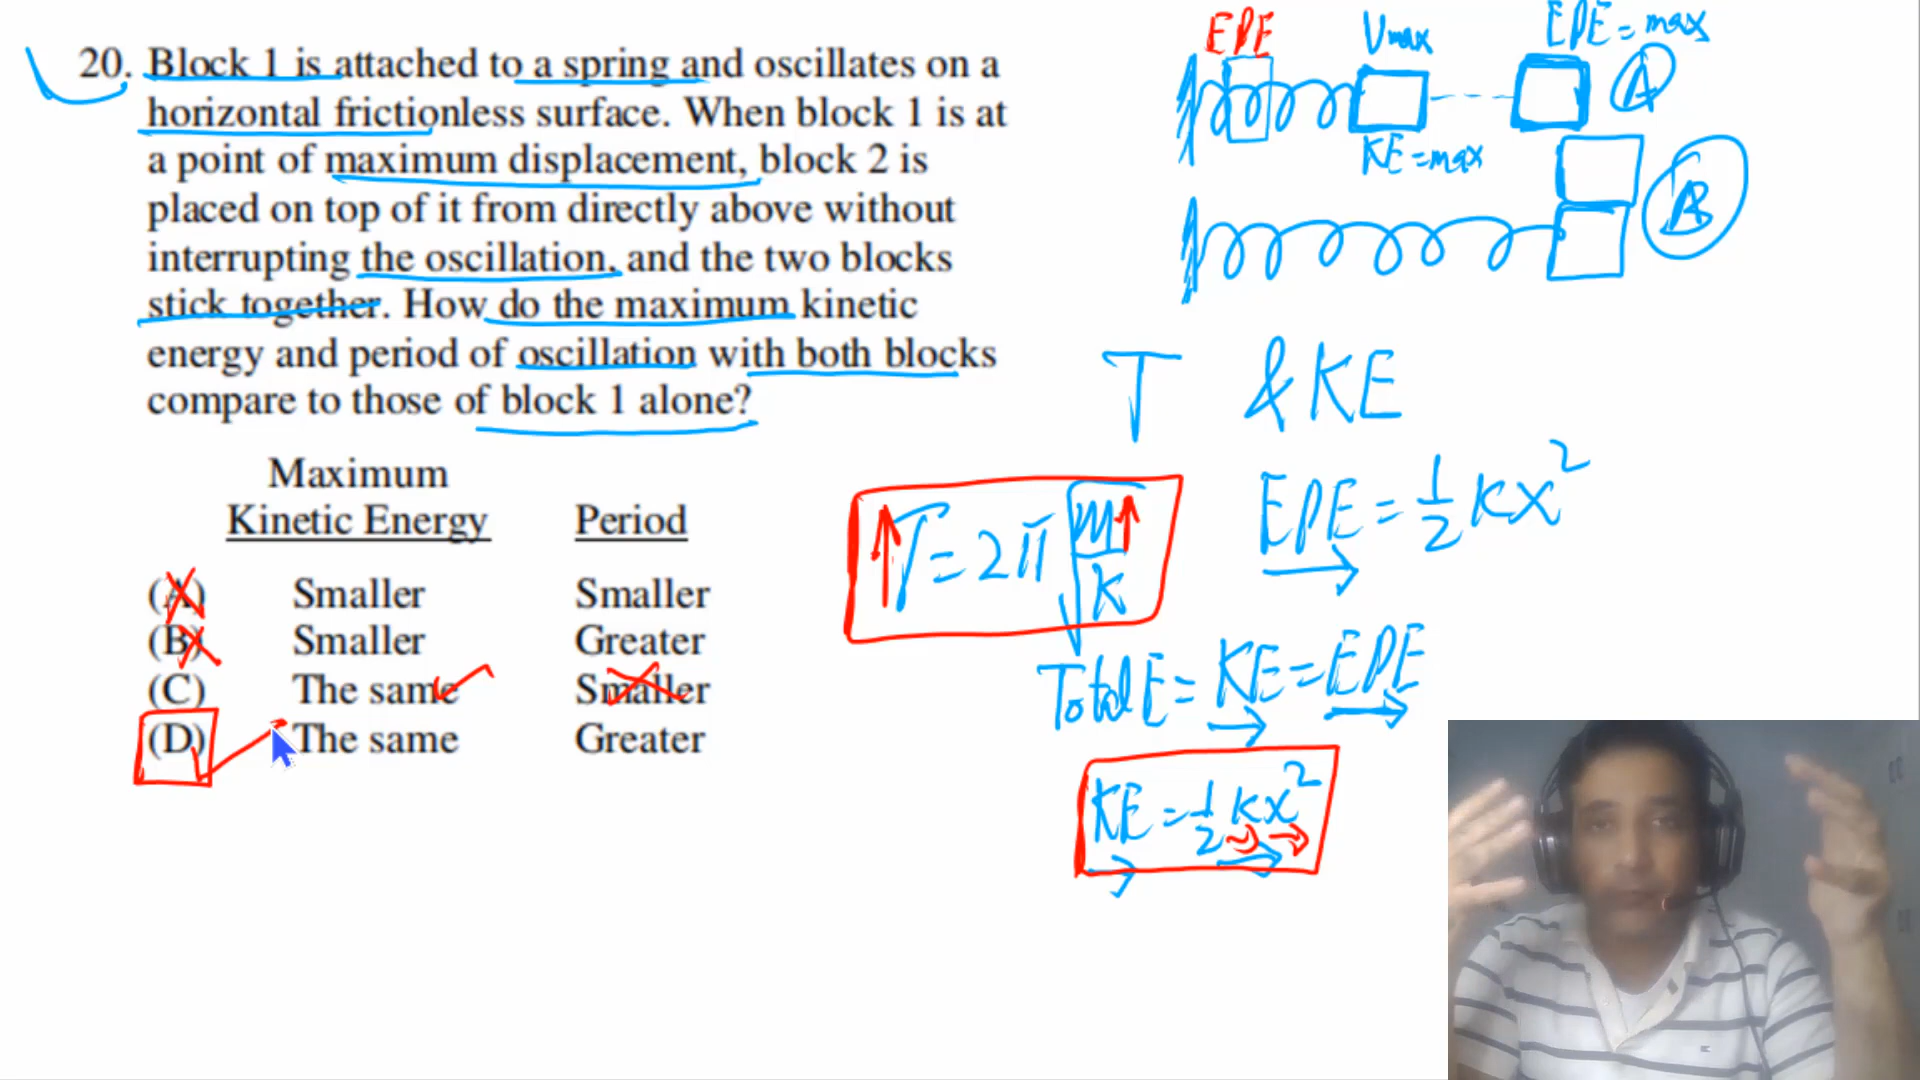 20. Block 1 is attached to a spring and oscillates on a
horizontal frictionless surface. When block 1 is at
a point of maximum displacement, block 2 is
placed on top of it from directly above without
interrupting the oscillation, and the two blocks
stick together. How do the maximum kinetic
energy and period of oscillation with both blocks
compare to those of block 1 alone?
Maximum
Kinetic Energy Period
(A) Smaller Smaller
(B) Smaller Greater
(C) The same Smaller
(D) The same Greater
EPE Vmax EPE = max
A
KE = max
B
T & KE
EPE = 1/2 kx²
T = 2π √m/k
Total E = KE = EPE
KE = 1/2 kx²